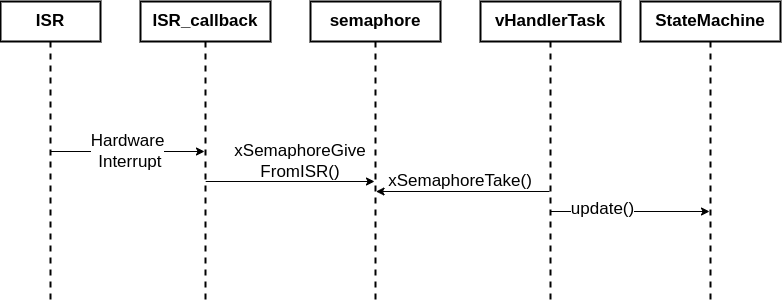 ISR
ISR_callback
semaphore
vHandlerTask
StateMachine
Hardware
Interrupt
xSemaphoreGive
FromISR()
xSemaphoreTake()
update()